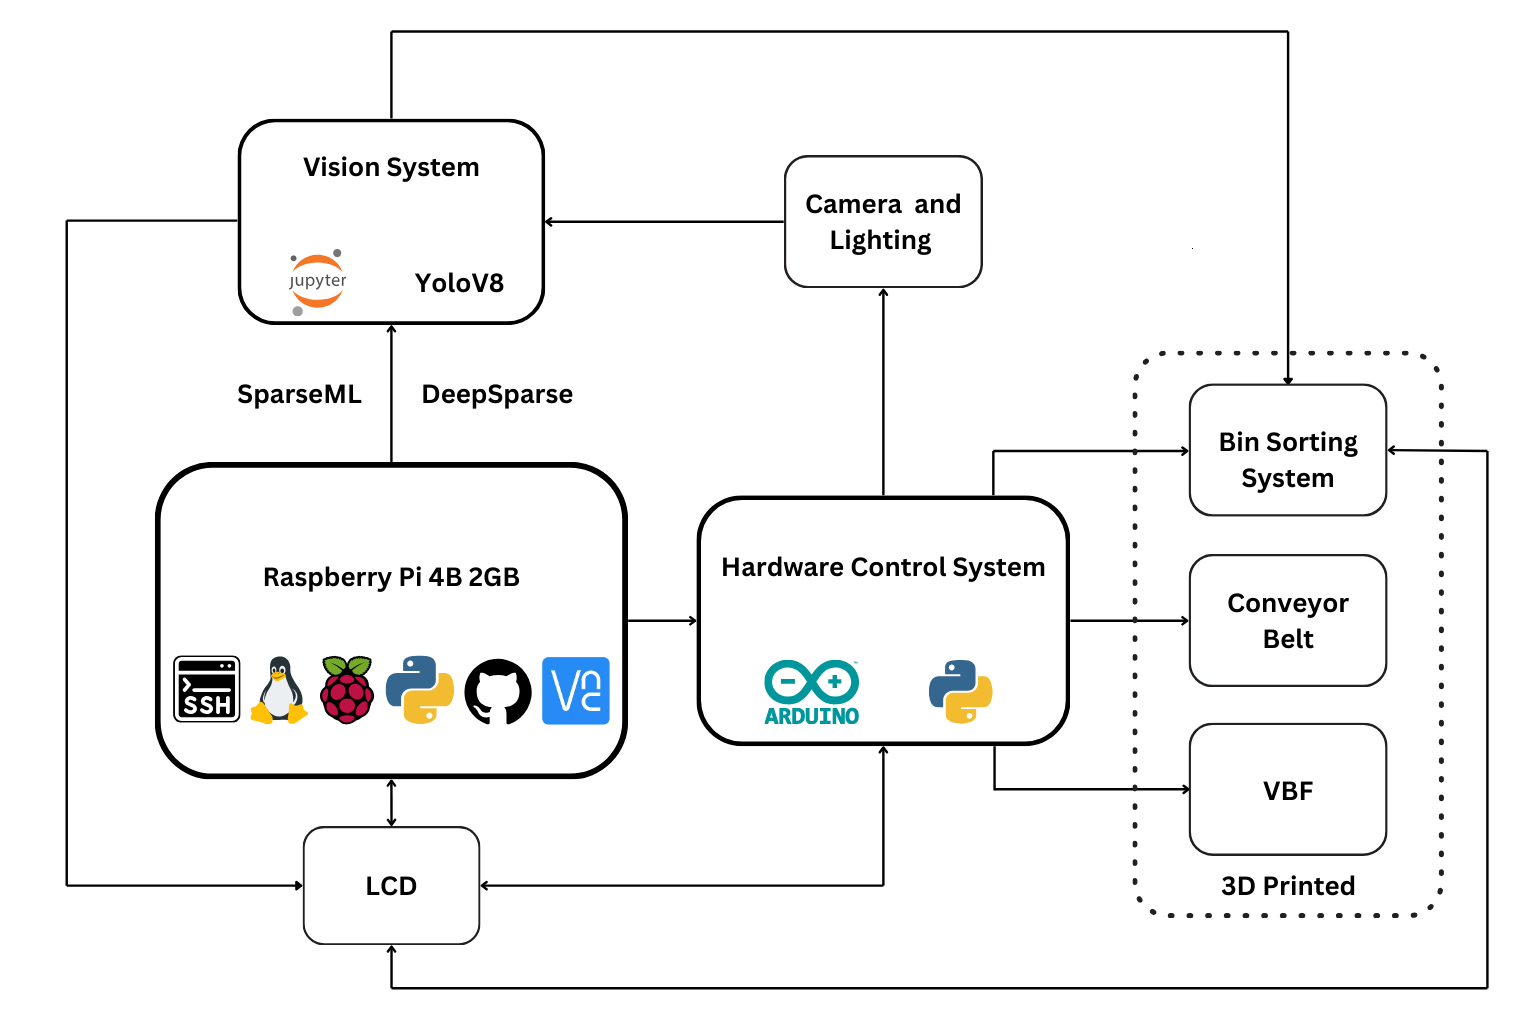 Vision System
jupyter
YoloV8
Camera and
Lighting
SparseML
DeepSparse
Bin Sorting
System
Raspberry Pi 4B 2GB
SSH
Vnc
Hardware Control System
ARDUINO
Conveyor
Belt
VBF
3D Printed
LCD